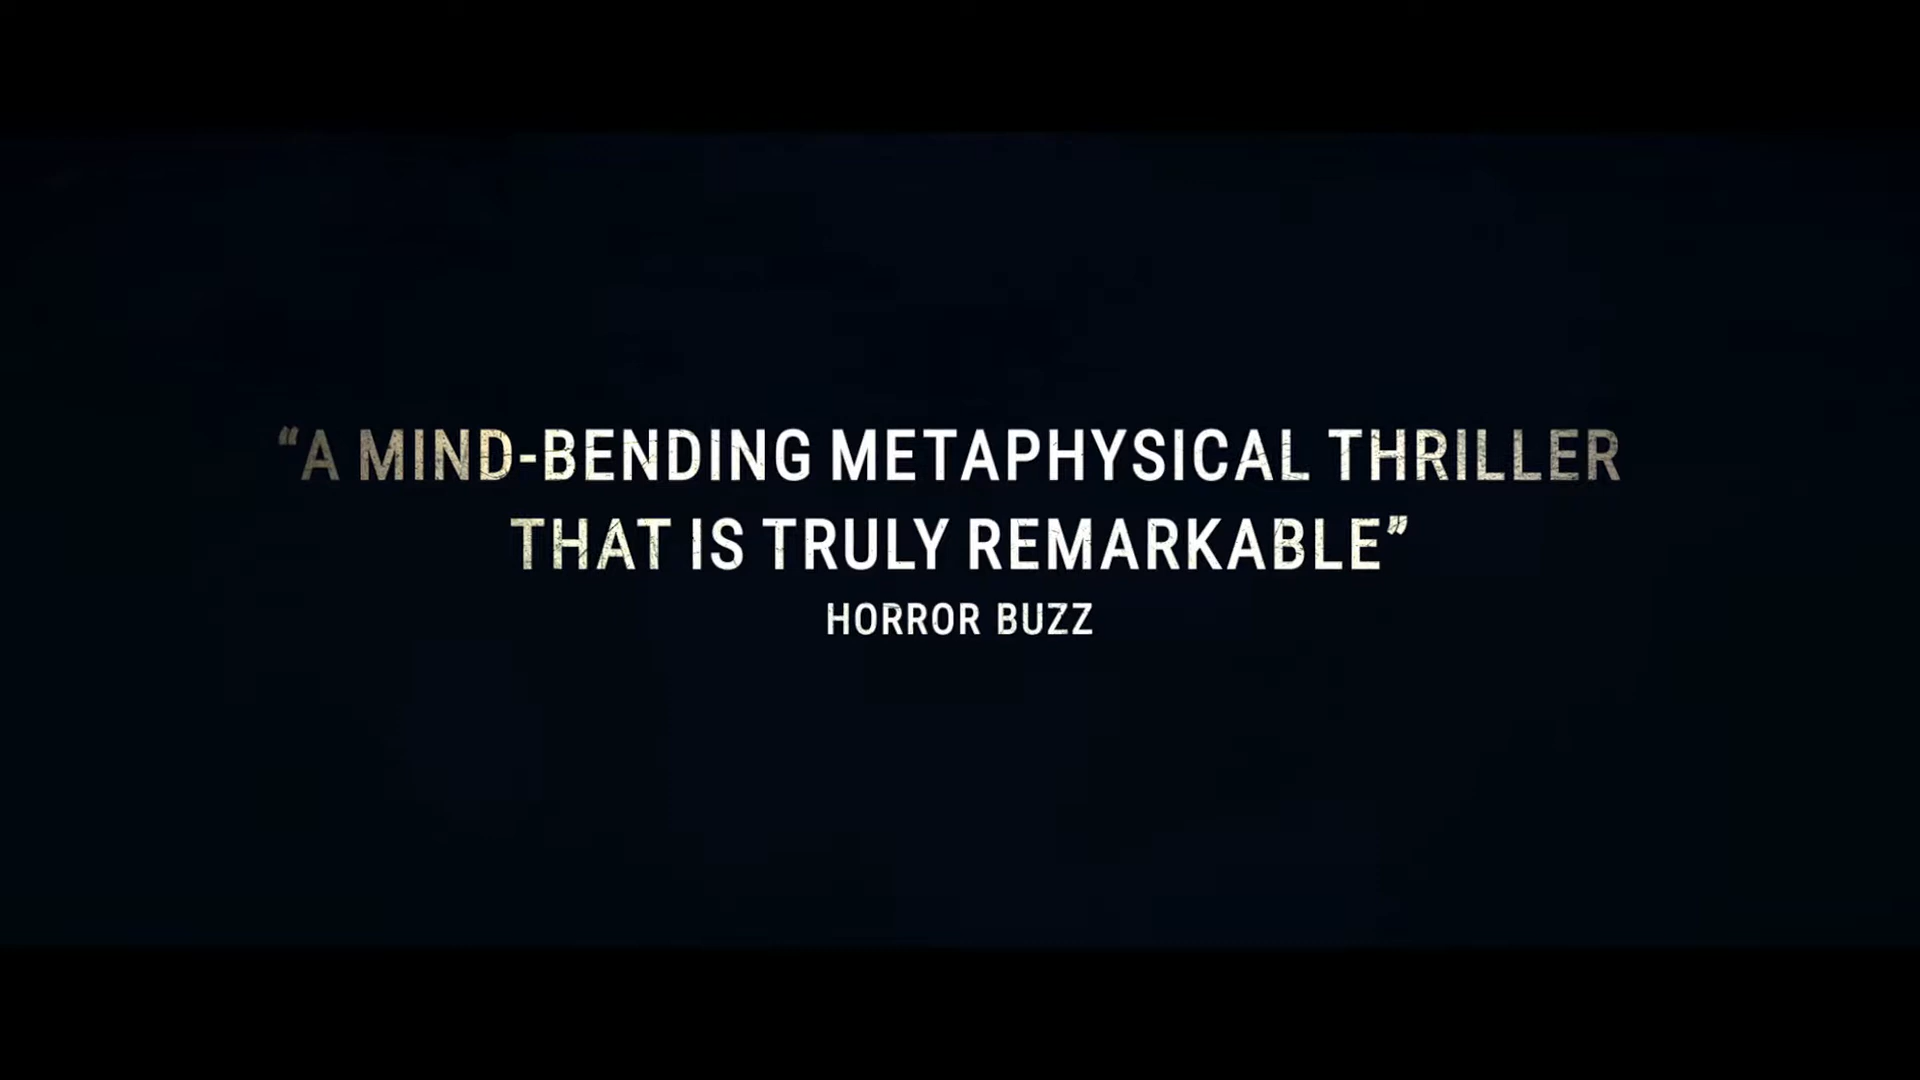 “A MIND-BENDING METAPHYSICAL THRILLER
THAT IS TRULY REMARKABLE”
HORROR BUZZ